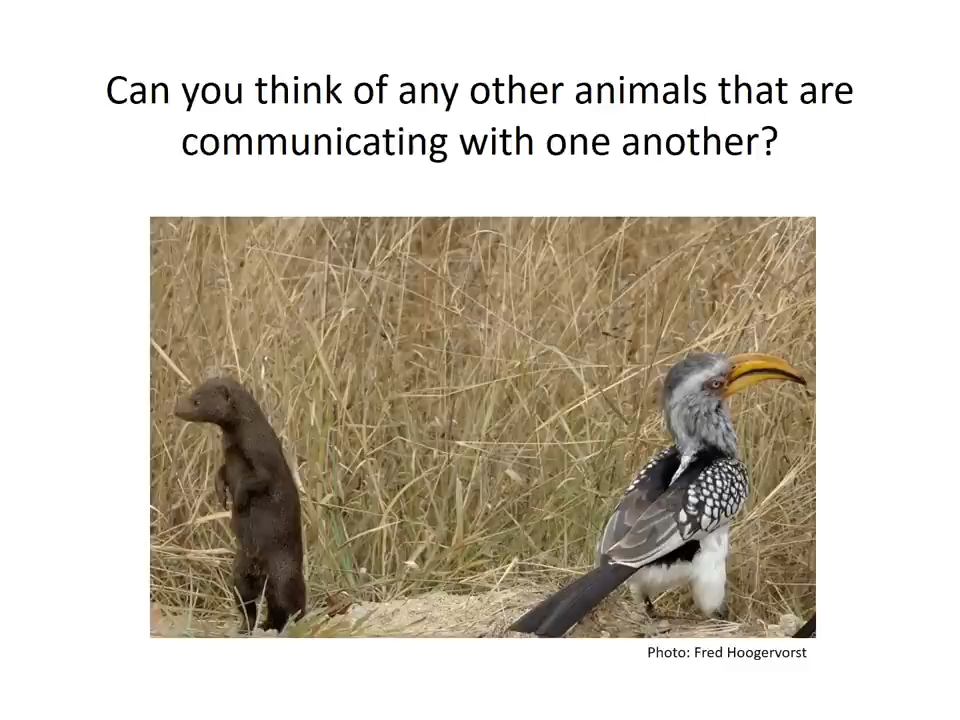 Can you think of any other animals that are
communicating with one another?
Photo: Fred Hoogervorst